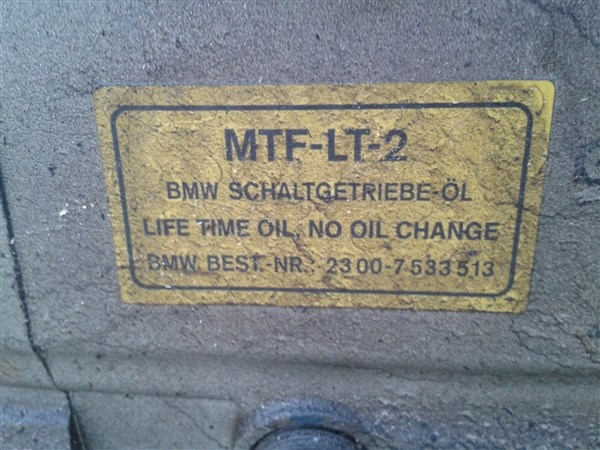 MTF-LT-2
BMW SCHALTGETRIEBE-ÖL
LIFE TIME OIL, NO OIL CHANGE
BMW. BEST.-NR.: 23 00-7 533 513